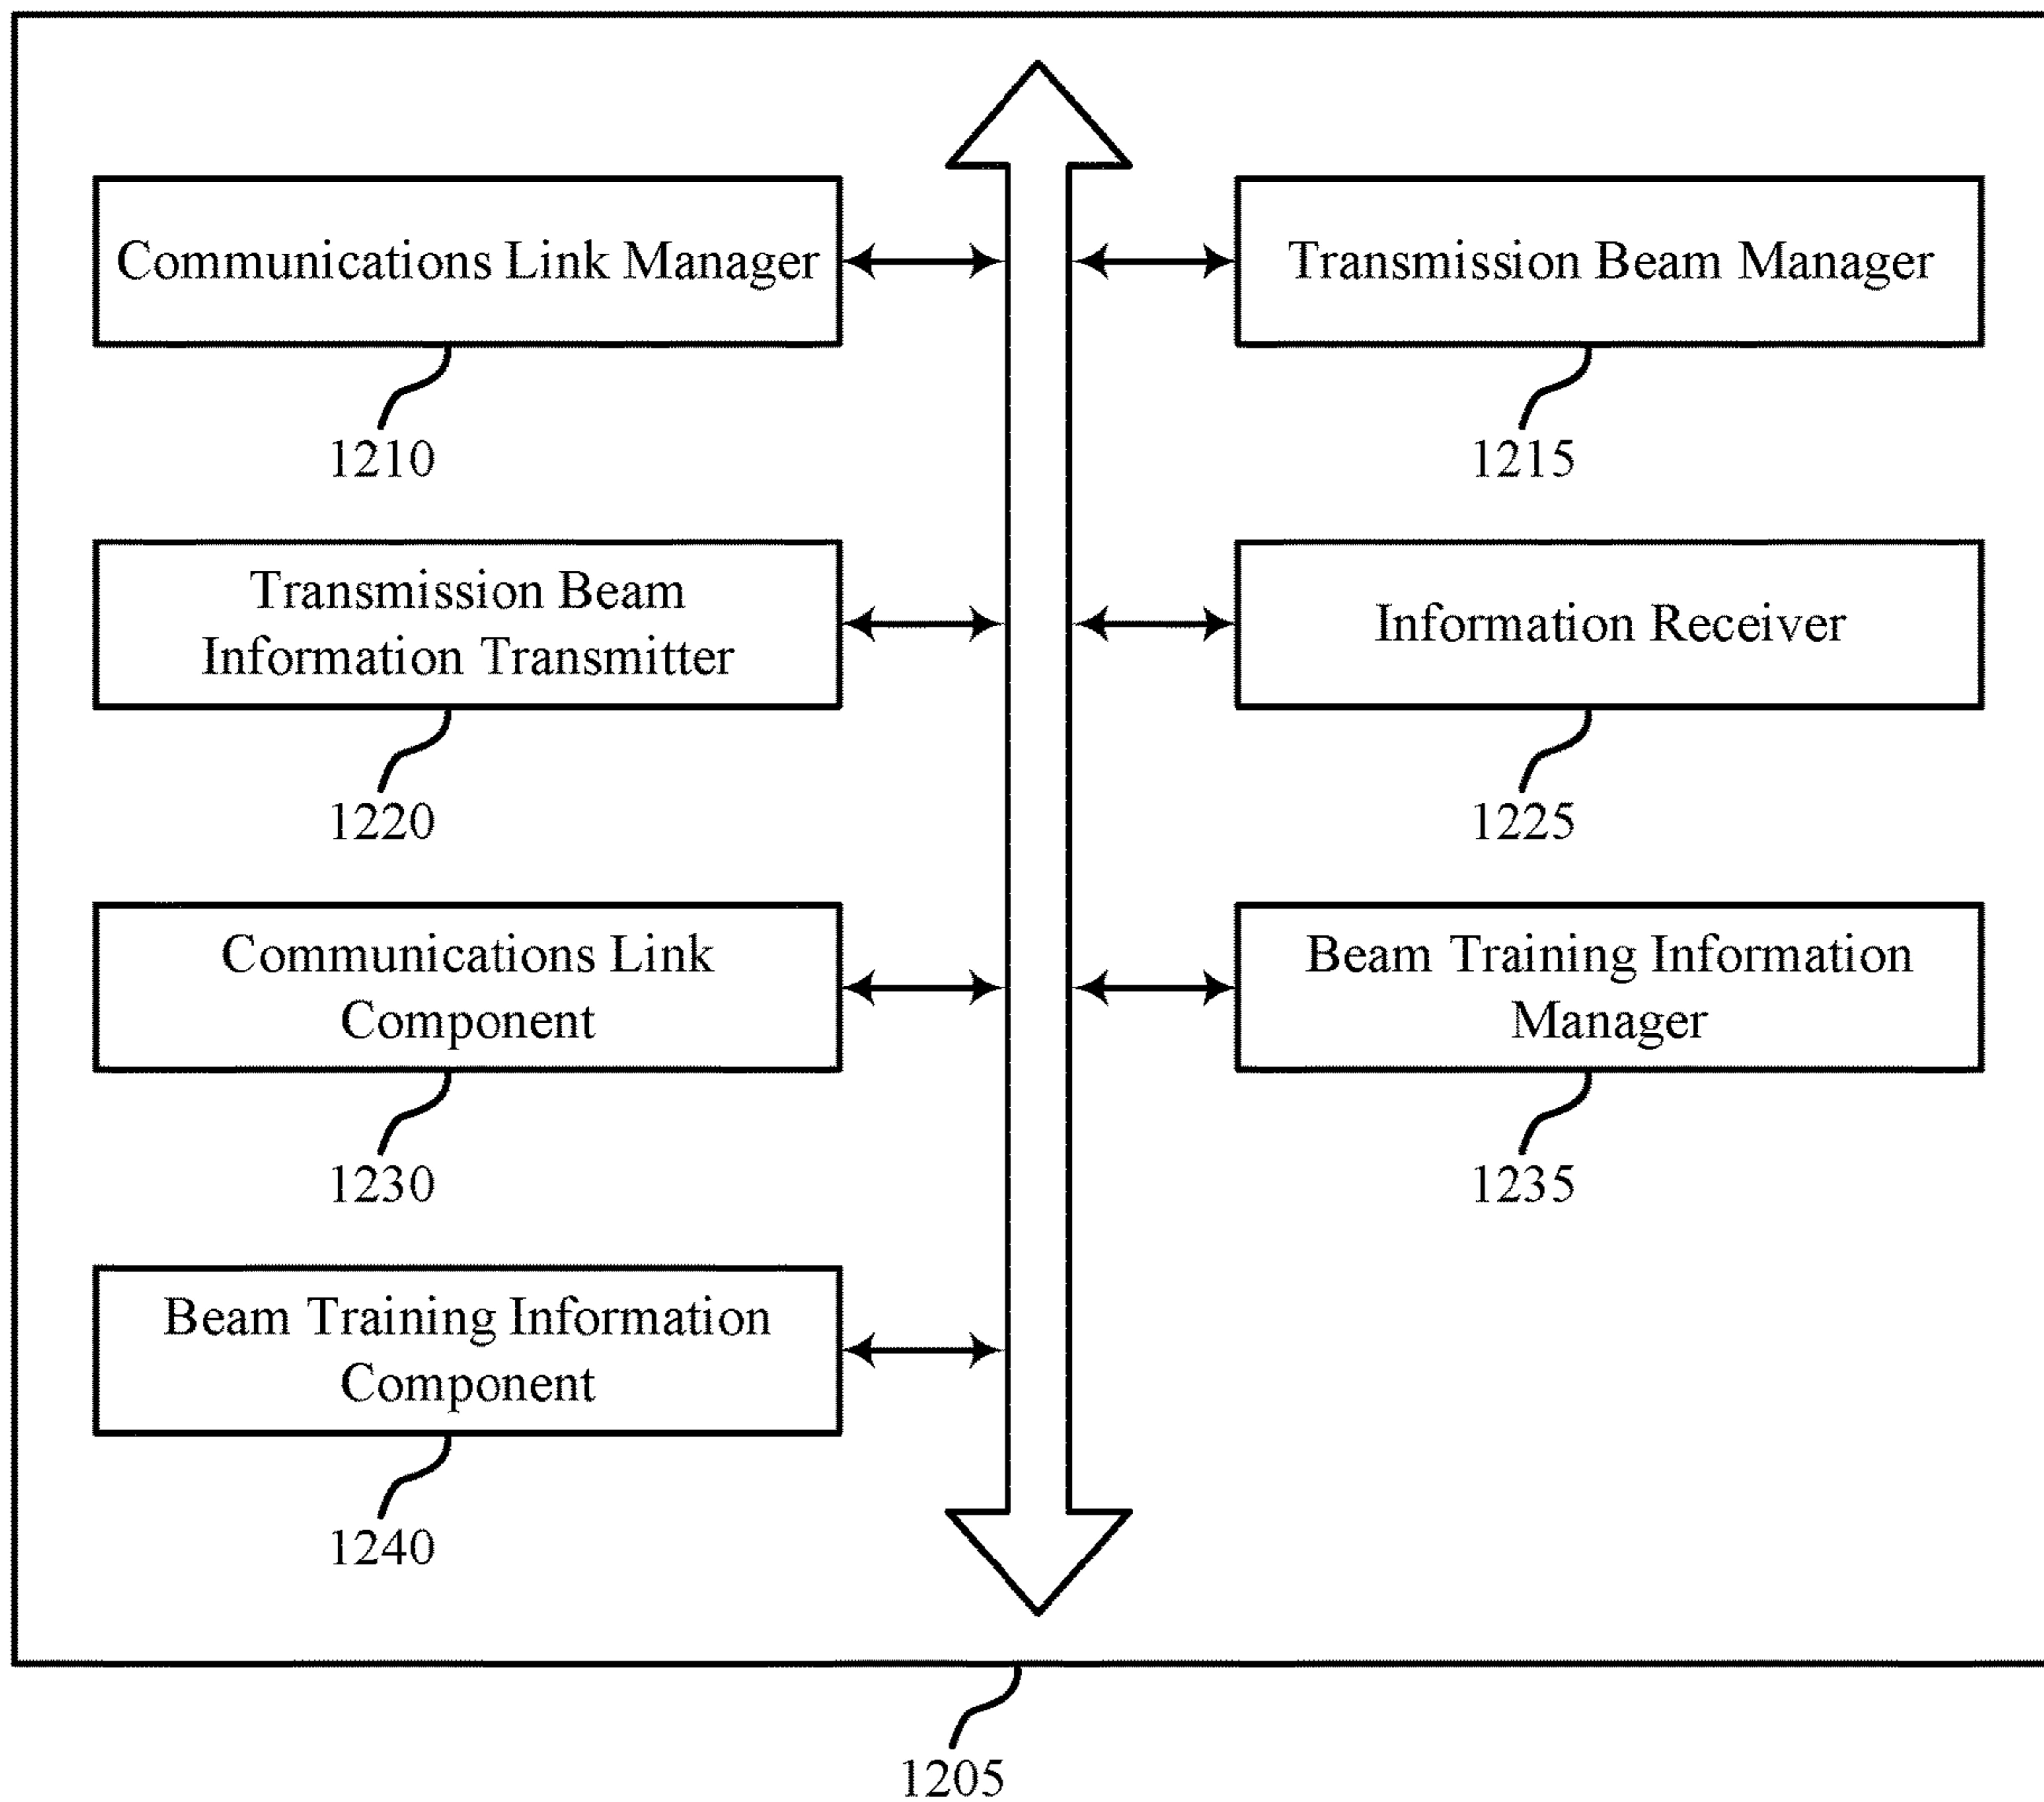 Communications Link Manager
1210
Transmission Beam Manager
1215
Transmission Beam
Information Transmitter
1220
Information Receiver
1225
Communications Link
Component
1230
Beam Training Information
Manager
1235
Beam Training Information
Component
1240
1205